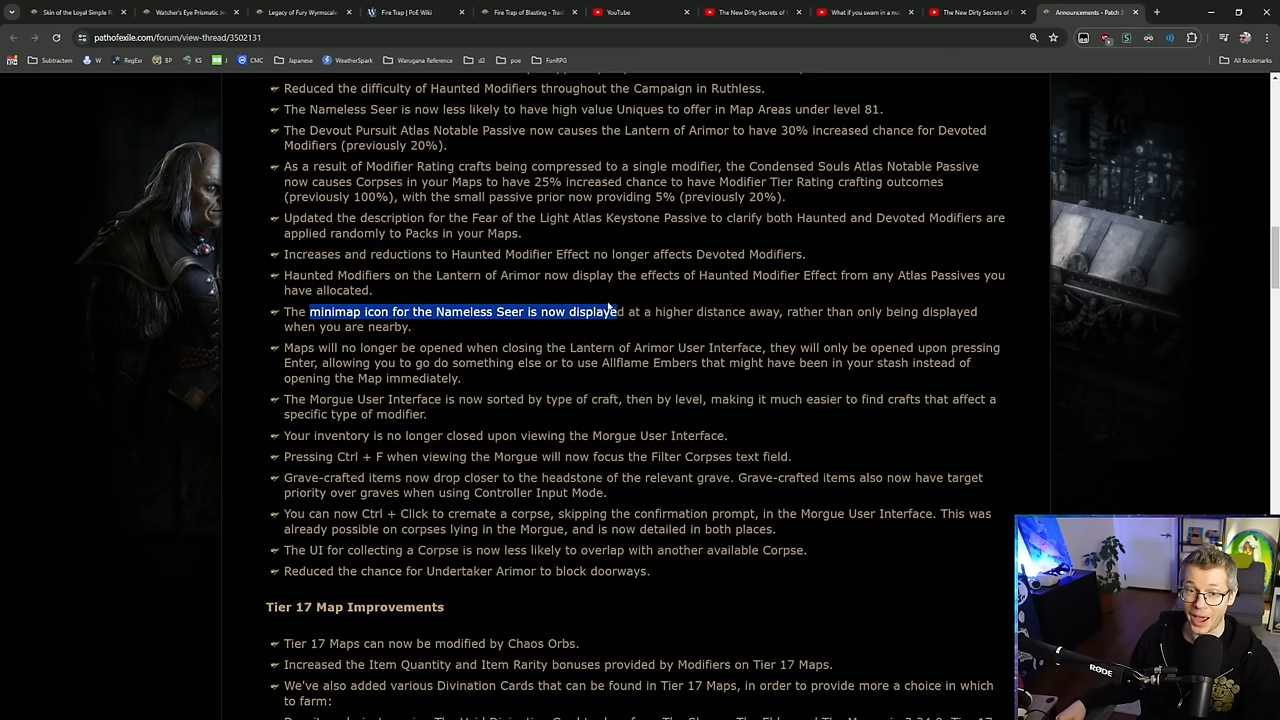 Skin of the Loyal Simple R
Watcher's Eye Prismatic Je
Legacy of Fury Wyrmscale
Fire Trap | PoE Wiki
Fire Trap of Blasting - Trad
YouTube
The New Dirty Secrets of
What if you swam in a nu
The New Dirty Secrets of
Announcements - Patch 3
pathofexile.com/forum/view-thread/3502131
Subtractem
W
RegExr
BP
KS
J
CMC
Japanese
WeatherSpark
Warugana Reference
d2
poe
FunRPG
All Bookmarks
Reduced the difficulty of Haunted Modifiers throughout the Campaign in Ruthless.
The Nameless Seer is now less likely to have high value Uniques to offer in Map Areas under level 81.
The Devout Pursuit Atlas Notable Passive now causes the Lantern of Arimor to have 30% increased chance for Devoted
Modifiers (previously 20%).
As a result of Modifier Rating crafts being compressed to a single modifier, the Condensed Souls Atlas Notable Passive
now causes Corpses in your Maps to have 25% increased chance to have Modifier Tier Rating crafting outcomes
(previously 100%), with the small passive prior now providing 5% (previously 20%).
Updated the description for the Fear of the Light Atlas Keystone Passive to clarify both Haunted and Devoted Modifiers are
applied randomly to Packs in your Maps.
Increases and reductions to Haunted Modifier Effect no longer affects Devoted Modifiers.
Haunted Modifiers on the Lantern of Arimor now display the effects of Haunted Modifier Effect from any Atlas Passives you
have allocated.
The minimap icon for the Nameless Seer is now displayed at a higher distance away, rather than only being displayed
when you are nearby.
Maps will no longer be opened when closing the Lantern of Arimor User Interface, they will only be opened upon pressing
Enter, allowing you to go do something else or to use Allflame Embers that might have been in your stash instead of
opening the Map immediately.
The Morgue User Interface is now sorted by type of craft, then by level, making it much easier to find crafts that affect a
specific type of modifier.
Your inventory is no longer closed upon viewing the Morgue User Interface.
Pressing Ctrl + F when viewing the Morgue will now focus the Filter Corpses text field.
Grave-crafted items now drop closer to the headstone of the relevant grave. Grave-crafted items also now have target
priority over graves when using Controller Input Mode.
You can now Ctrl + Click to cremate a corpse, skipping the confirmation prompt, in the Morgue User Interface. This was
already possible on corpses lying in the Morgue, and is now detailed in both places.
The UI for collecting a Corpse is now less likely to overlap with another available Corpse.
Reduced the chance for Undertaker Arimor to block doorways.
Tier 17 Map Improvements
Tier 17 Maps can now be modified by Chaos Orbs.
Increased the Item Quantity and Item Rarity bonuses provided by Modifiers on Tier 17 Maps.
We've also added various Divination Cards that can be found in Tier 17 Maps, in order to provide more a choice in which
to farm:
RØDE